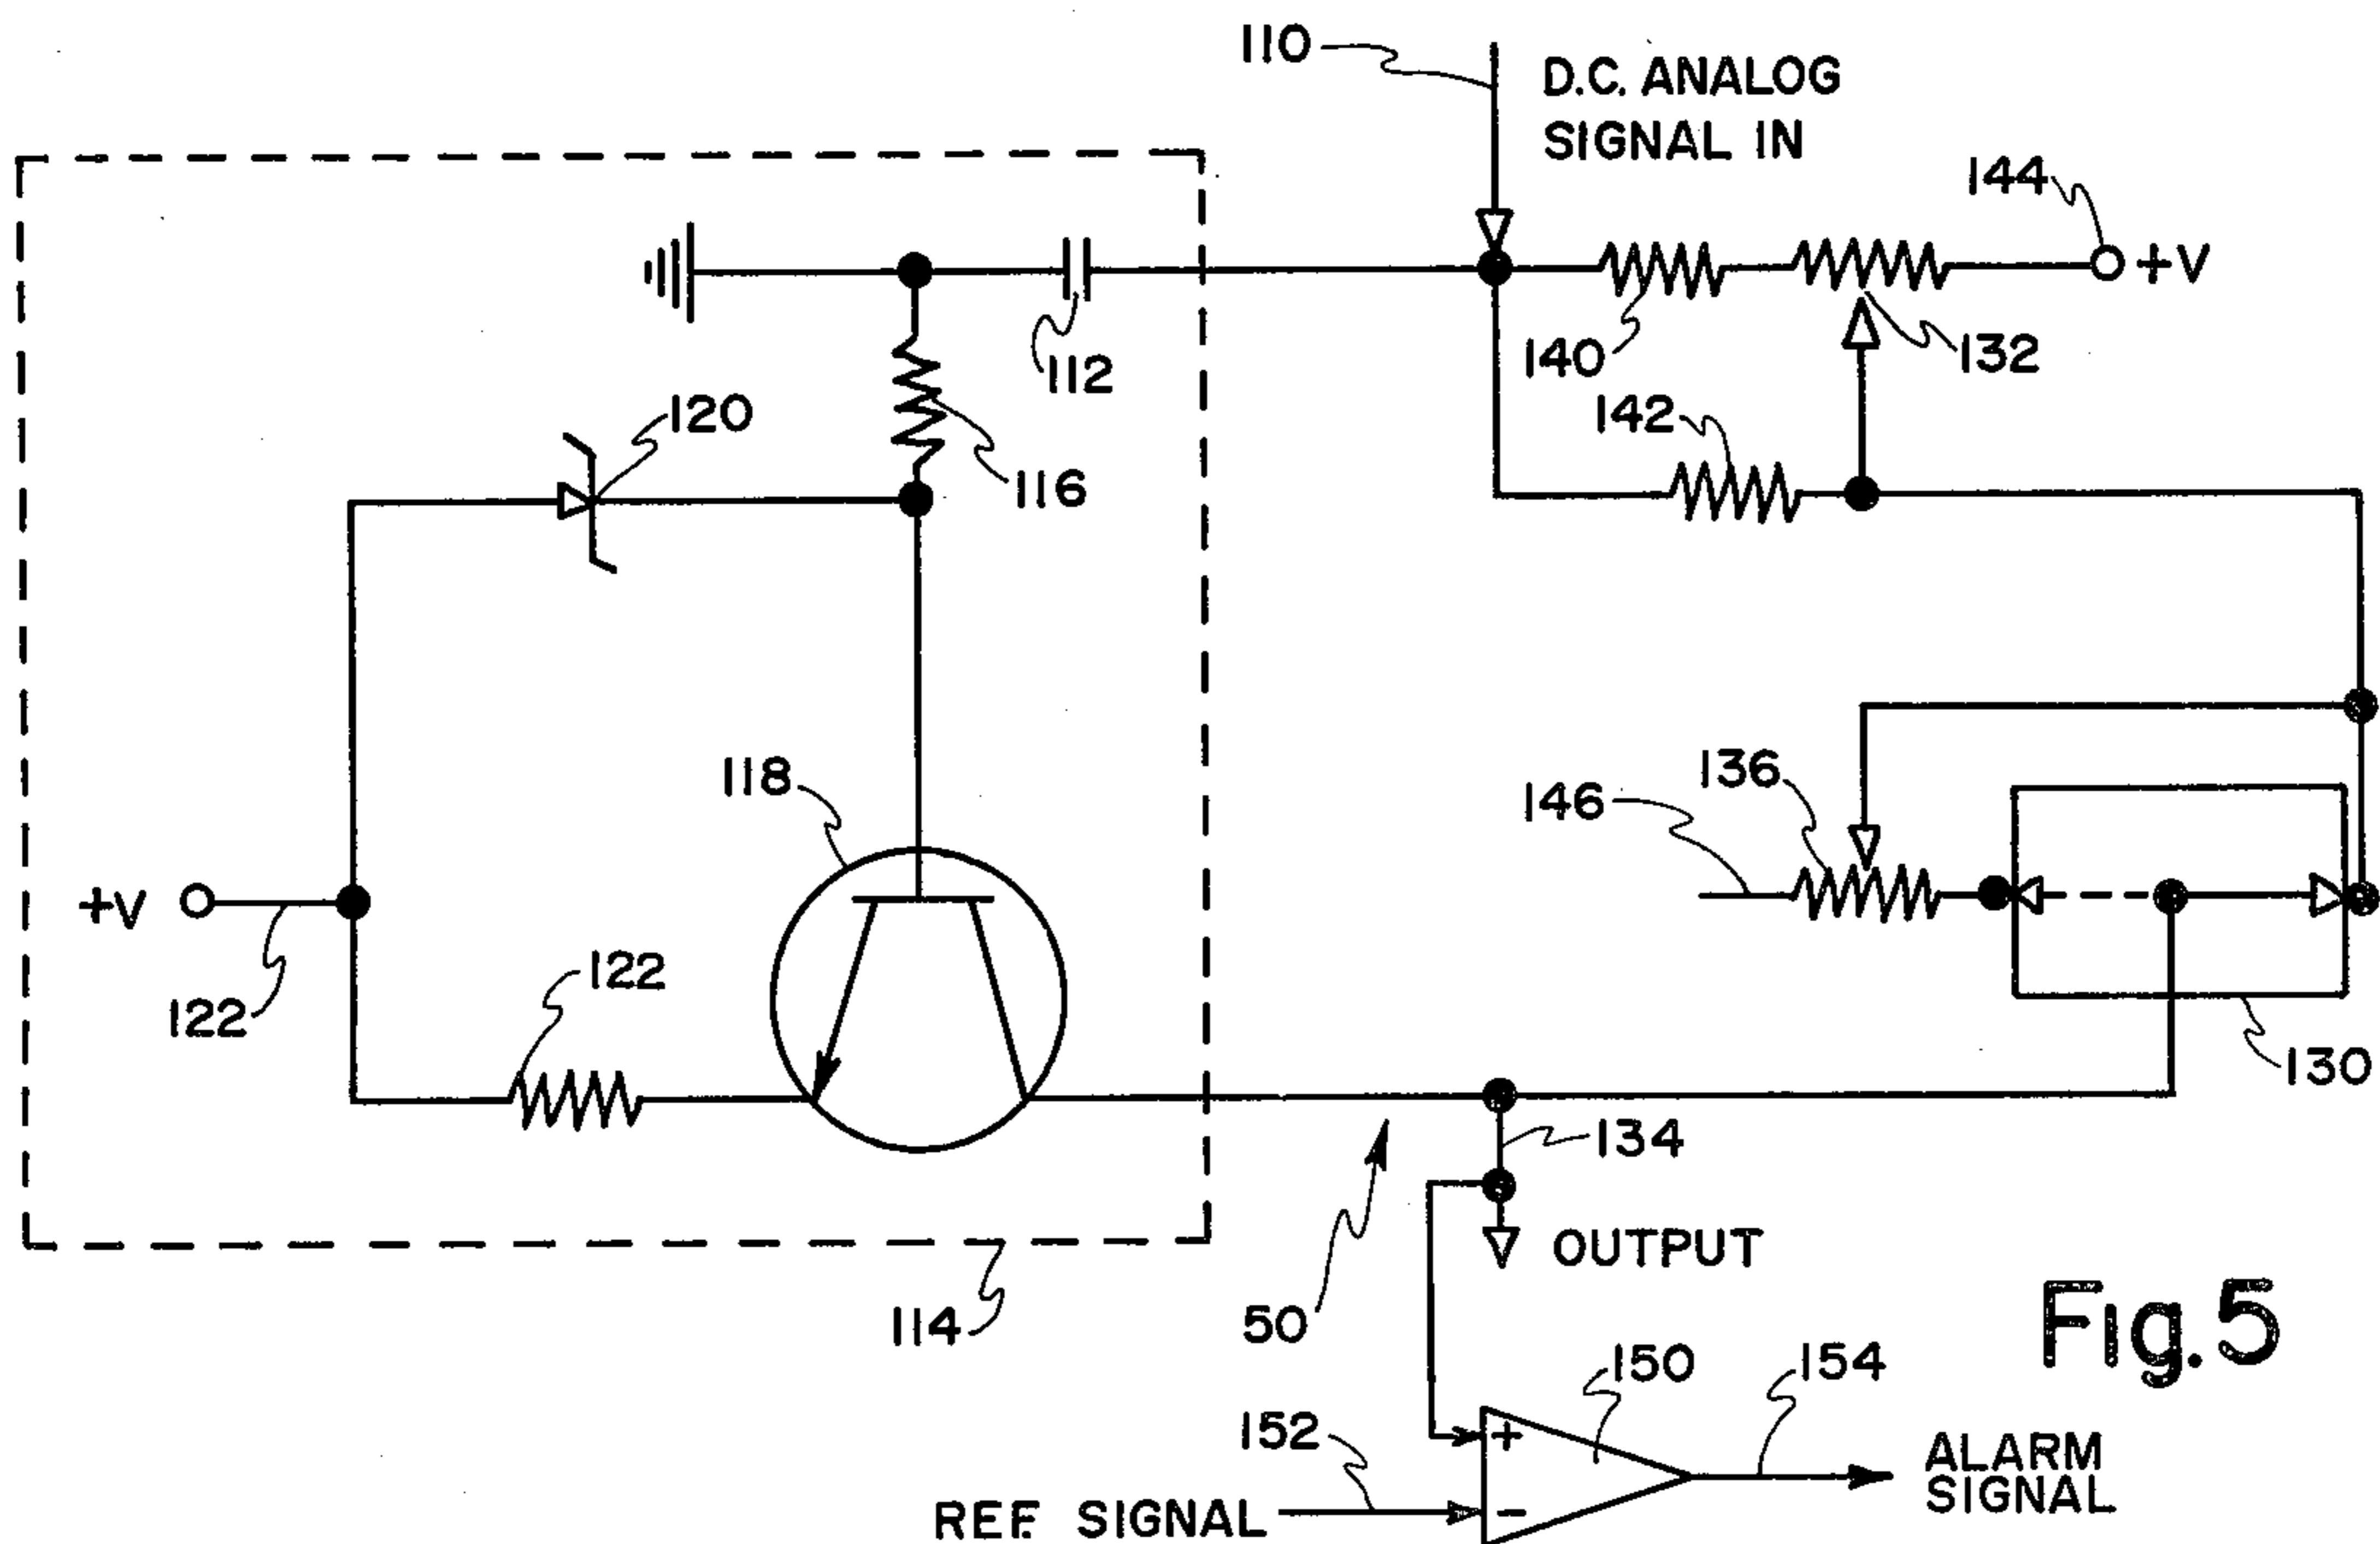 110
D.C. ANALOG
SIGNAL IN
144
+V
140
132
112
142
120
116
118
136
146
+V
122
122
130
134
OUTPUT
114
50
Fig. 5
150
154
152
ALARM
SIGNAL
REF. SIGNAL
+
-